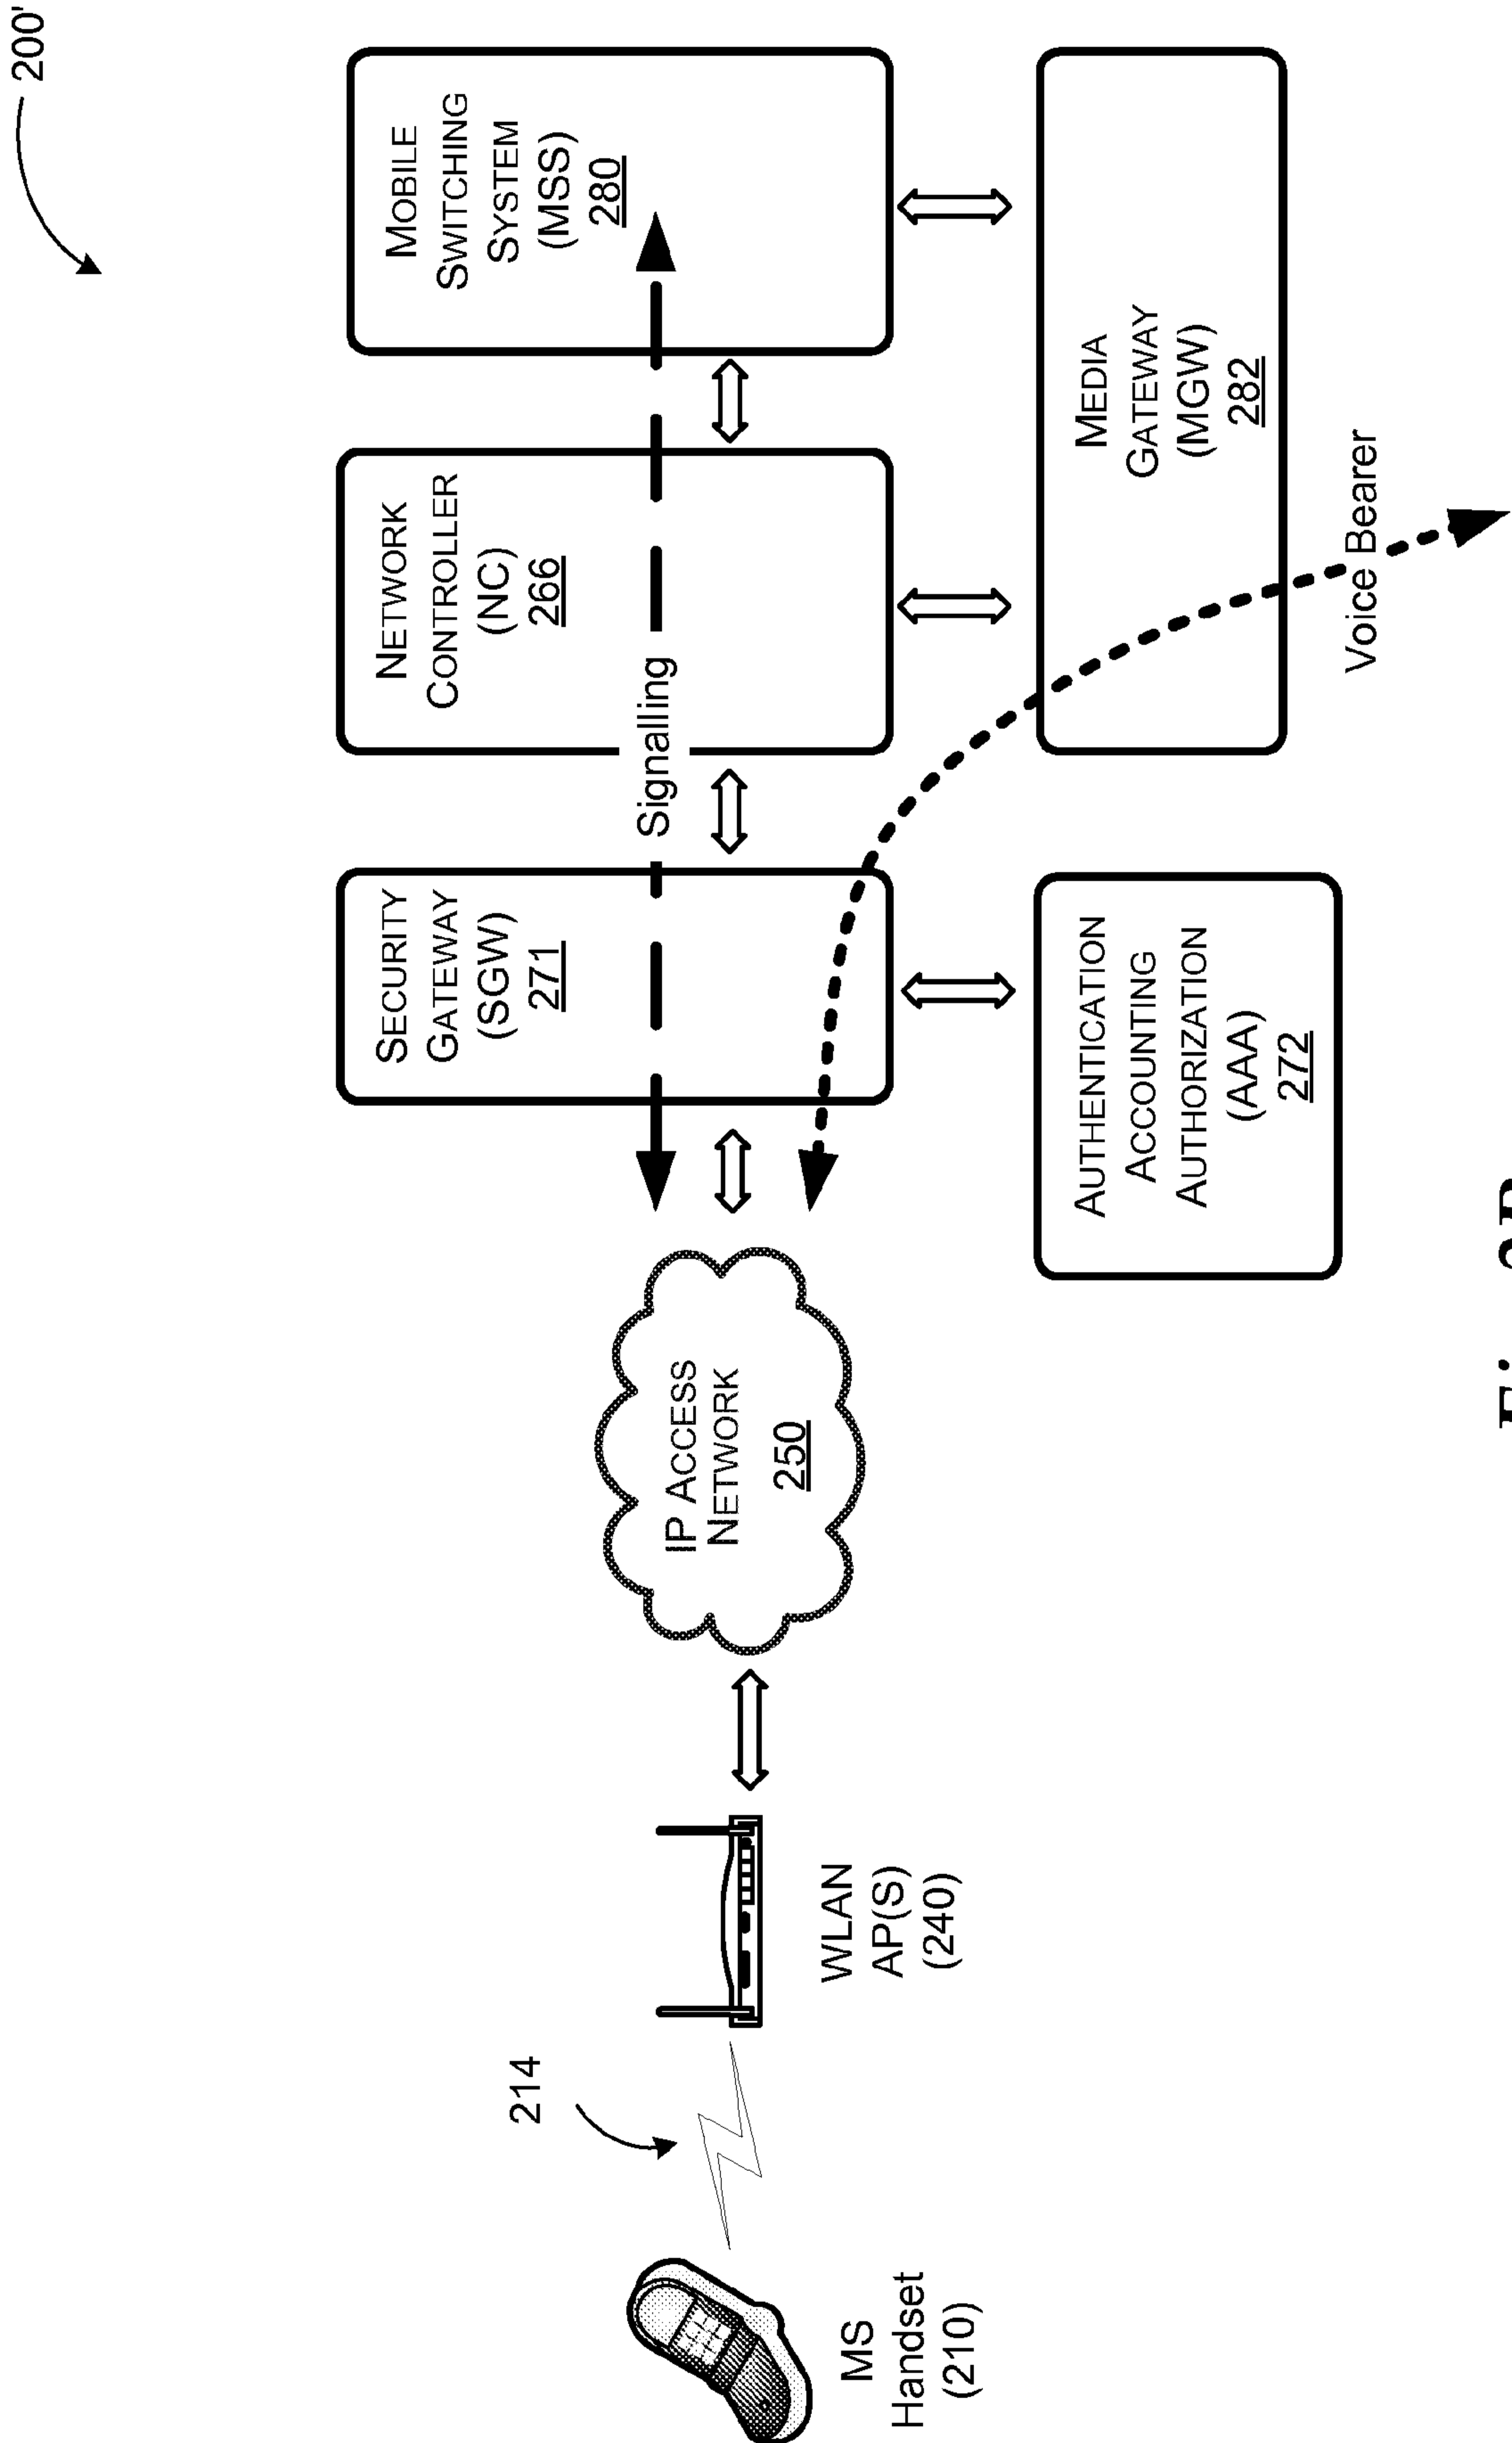 200'
MOBILE
SWITCHING
SYSTEM
(MSS)
280
NETWORK
CONTROLLER
(NC)
266
SECURITY
GATEWAY
(SGW)
271
Signalling
IP ACCESS
NETWORK
250
214
MS
Handset
(210)
WLAN
AP(S)
(240)
AUTHENTICATION
ACCOUNTING
AUTHORIZATION
(AAA)
272
MEDIA
GATEWAY
(MGW)
282
Voice Bearer